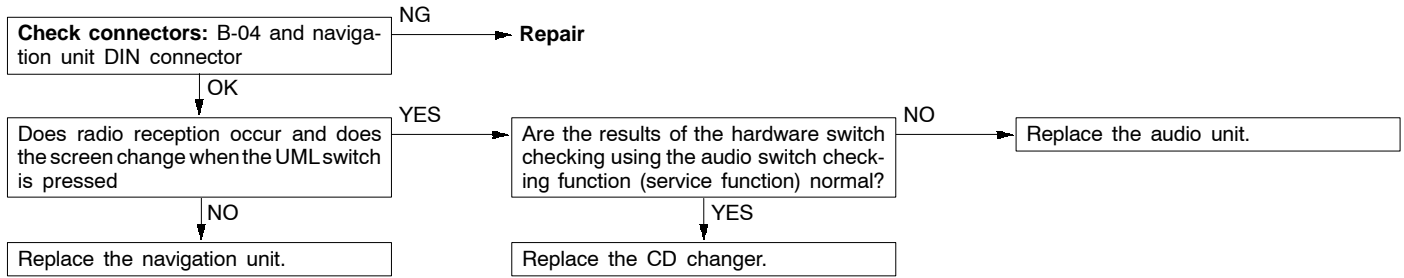 NG
Check connectors: B-04 and naviga-
tion unit DIN connector
Repair
OK
Does radio reception occur and does
the screen change when the UML switch
is pressed
YES
Are the results of the hardware switch
checking using the audio switch check-
ing function (service function) normal?
NO
Replace the audio unit.
NO
YES
Replace the navigation unit.
Replace the CD changer.